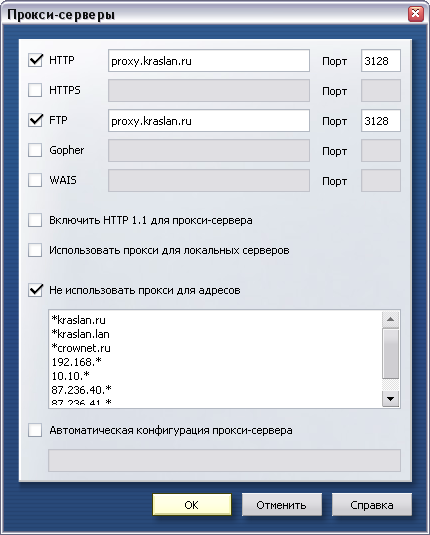 Прокси-серверы
HTTP proxy.kraslan.ru Порт 3128
HTTPS Порт
FTP proxy.kraslan.ru Порт 3128
Gopher Порт
WAIS Порт
Включить HTTP 1.1 для прокси-сервера
Использовать прокси для локальных серверов
Не использовать прокси для адресов
*kraslan.ru
*kraslan.lan
*crownet.ru
192.168.*
10.10.*
87.236.40.*
87.236.41.*
Автоматическая конфигурация прокси-сервера
OK Отменить Справка